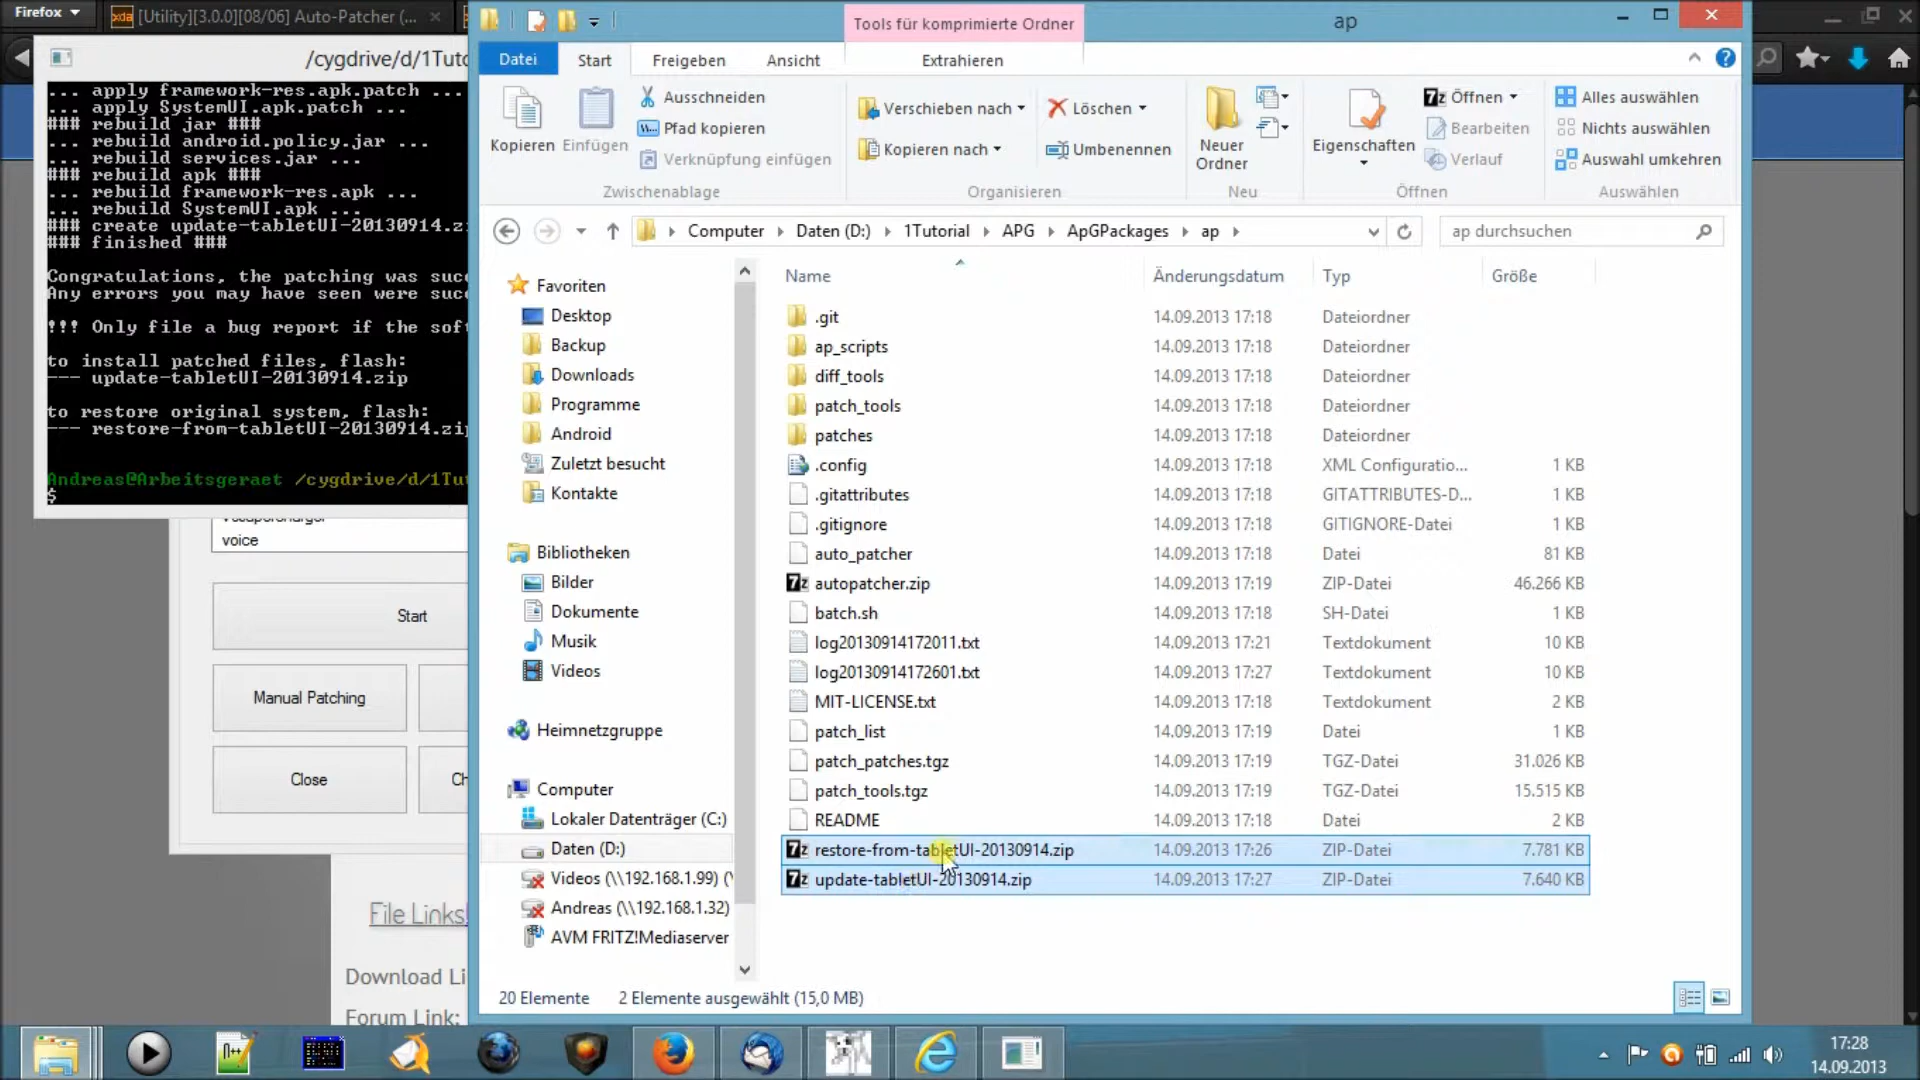 Firefox
[Utility][3.0.0][08/06] Auto-Patcher (...
/cygdrive/d/1Tuto
... apply framework-res.apk.patch ...
... apply SystemUI.apk.patch ...
### rebuild jar ###
... rebuild android.policy.jar ...
... rebuild services.jar ...
### rebuild apk ###
... rebuild framework-res.apk ...
... rebuild SystemUI.apk ...
### create update-tabletUI-20130914.z
### finished ###
Congratulations, the patching was succ
Any errors you may have seen were succ
!!! Only file a bug report if the soft
to install patched files, flash:
--- update-tabletUI-20130914.zip
to restore original system, flash:
--- restore-from-tabletUI-20130914.zip
Andreas@Arbeitsgeraet /cygdrive/d/1Tut
$
voice
Start
Manual Patching
Close
Ch
File Links
Download Li
Forum Link:
Tools für komprimierte Ordner
ap
Datei
Start
Freigeben
Ansicht
Extrahieren
Kopieren
Einfügen
Ausschneiden
Pfad kopieren
Verknüpfung einfügen
Zwischenablage
Verschieben nach
Kopieren nach
Löschen
Umbenennen
Organisieren
Neuer
Ordner
Neu
Eigenschaften
Öffnen
Bearbeiten
Verlauf
Öffnen
Alles auswählen
Nichts auswählen
Auswahl umkehren
Auswählen
Computer
Daten (D:)
1Tutorial
APG
ApGPackages
ap
ap durchsuchen
Favoriten
Desktop
Backup
Downloads
Programme
Android
Zuletzt besucht
Kontakte
Bibliotheken
Bilder
Dokumente
Musik
Videos
Heimnetzgruppe
Computer
Lokaler Datenträger (C:)
Daten (D:)
Videos (\\192.168.1.99) (
Andreas (\\192.168.1.32)
AVM FRITZ!Mediaserver
Name Änderungsdatum Typ Größe
.git 14.09.2013 17:18 Dateiordner
ap_scripts 14.09.2013 17:18 Dateiordner
diff_tools 14.09.2013 17:18 Dateiordner
patch_tools 14.09.2013 17:18 Dateiordner
patches 14.09.2013 17:18 Dateiordner
.config 14.09.2013 17:18 XML Configuratio... 1 KB
.gitattributes 14.09.2013 17:18 GITATTRIBUTES-D... 1 KB
.gitignore 14.09.2013 17:18 GITIGNORE-Datei 1 KB
auto_patcher 14.09.2013 17:18 Datei 81 KB
autopatcher.zip 14.09.2013 17:19 ZIP-Datei 46.266 KB
batch.sh 14.09.2013 17:18 SH-Datei 1 KB
log20130914172011.txt 14.09.2013 17:21 Textdokument 10 KB
log20130914172601.txt 14.09.2013 17:27 Textdokument 10 KB
MIT-LICENSE.txt 14.09.2013 17:18 Textdokument 2 KB
patch_list 14.09.2013 17:19 Datei 1 KB
patch_patches.tgz 14.09.2013 17:19 TGZ-Datei 31.026 KB
patch_tools.tgz 14.09.2013 17:19 TGZ-Datei 15.515 KB
README 14.09.2013 17:18 Datei 2 KB
restore-from-tabletUI-20130914.zip 14.09.2013 17:26 ZIP-Datei 7.781 KB
update-tabletUI-20130914.zip 14.09.2013 17:27 ZIP-Datei 7.640 KB
20 Elemente 2 Elemente ausgewählt (15,0 MB)
17:28
14.09.2013